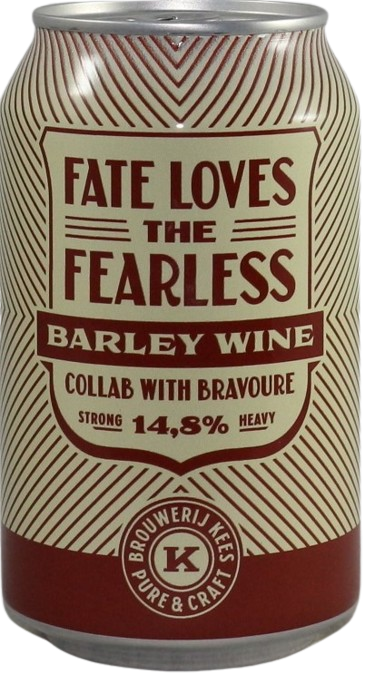 FATE LOVES
THE
FEARLESS
BARLEY WINE
COLLAB WITH BRAVOURE
STRONG 14,8% HEAVY
BROUWERIJ KEES
K
PURE & CRAFT